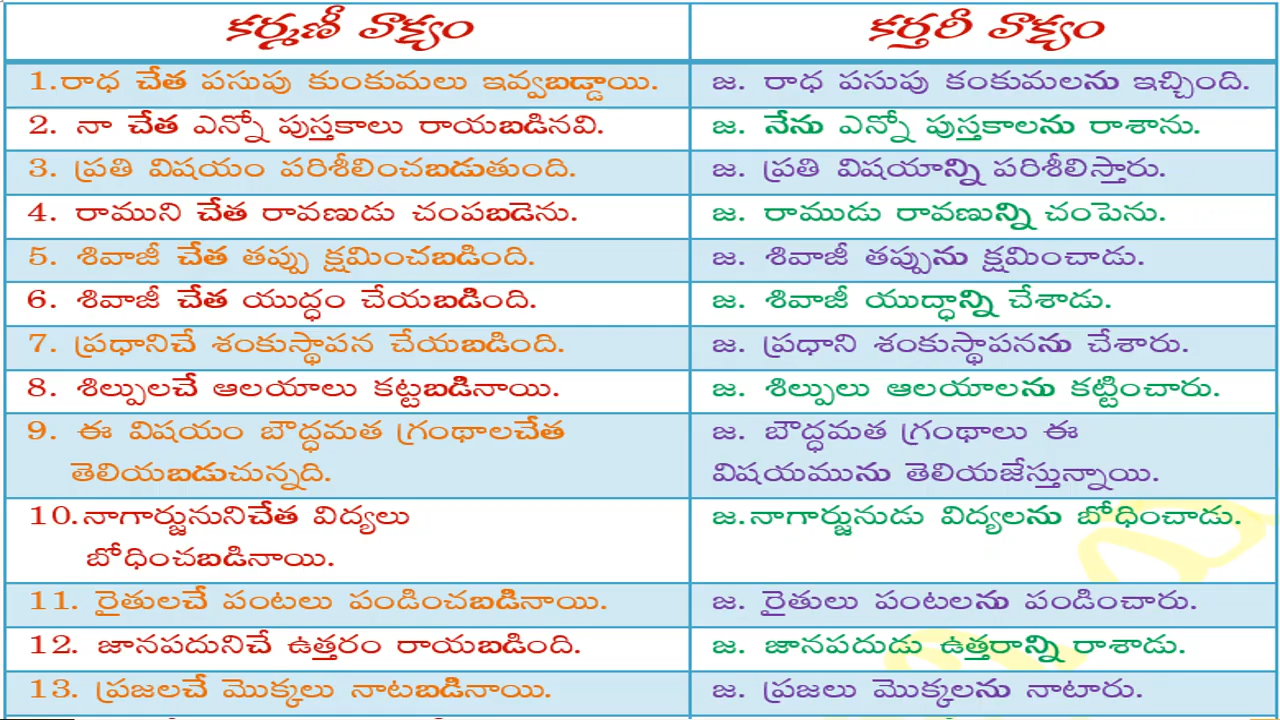 కర్మణీ వాక్యం
కర్తరీ వాక్యం
1.రాధ చేత పసుపు కుంకుమలు ఇవ్వబడ్డాయి.
జ. రాధ పసుపు కంకుమలను ఇచ్చింది.
2. నా చేత ఎన్నో పుస్తకాలు రాయబడినవి.
జ. నేను ఎన్నో పుస్తకాలను రాశాను.
3. ప్రతి విషయం పరిశీలించబడుతుంది.
జ. ప్రతి విషయాన్ని పరిశీలిస్తారు.
4. రాముని చేత రావణుడు చంపబడెను.
జ. రాముడు రావణున్ని చంపెను.
5. శివాజీ చేత తప్పు క్షమించబడింది.
జ. శివాజీ తప్పును క్షమించాడు.
6. శివాజీ చేత యుద్ధం చేయబడింది.
జ. శివాజీ యుద్ధాన్ని చేశాడు.
7. ప్రధానిచే శంకుస్థాపన చేయబడింది.
జ. ప్రధాని శంకుస్థాపనను చేశారు.
8. శిల్పులచే ఆలయాలు కట్టబడినాయి.
జ. శిల్పులు ఆలయాలను కట్టించారు.
9. ఈ విషయం బౌద్ధమత గ్రంథాలచేత
తెలియబడుచున్నది.
జ. బౌద్ధమత గ్రంథాలు ఈ
విషయమును తెలియజేస్తున్నాయి.
10.నాగార్జునునిచేత విద్యలు
బోధించబడినాయి.
జ.నాగార్జునుడు విద్యలను బోధించాడు.
11. రైతులచే పంటలు పండించబడినాయి.
జ. రైతులు పంటలను పండించారు.
12. జానపదునిచే ఉత్తరం రాయబడింది.
జ. జానపదుడు ఉత్తరాన్ని రాశాడు.
13. ప్రజలచే మొక్కలు నాటబడినాయి.
జ. ప్రజలు మొక్కలను నాటారు.